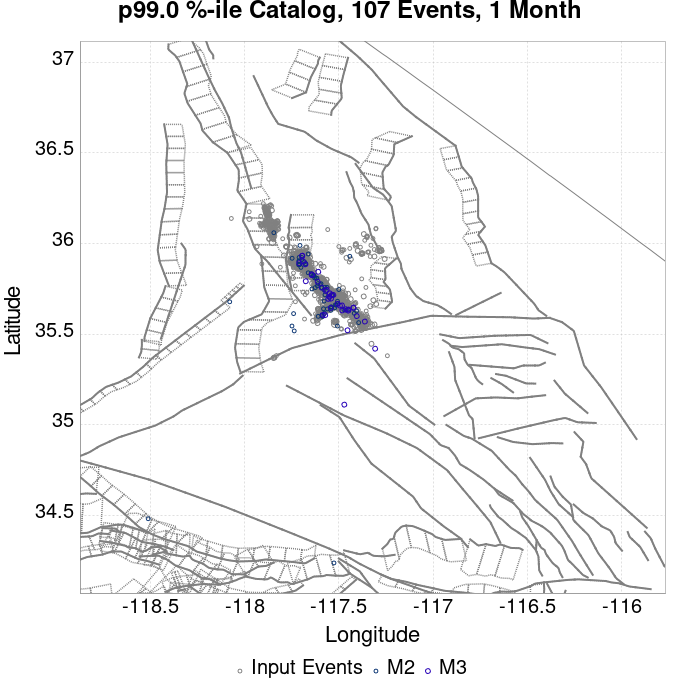 p99.0 %-ile Catalog, 107 Events, 1 Month
37
36.5
36
35.5
35
34.5
Latitude
-118.5 -118 -117.5 -117 -116.5 -116
Longitude
Input Events M2 M3